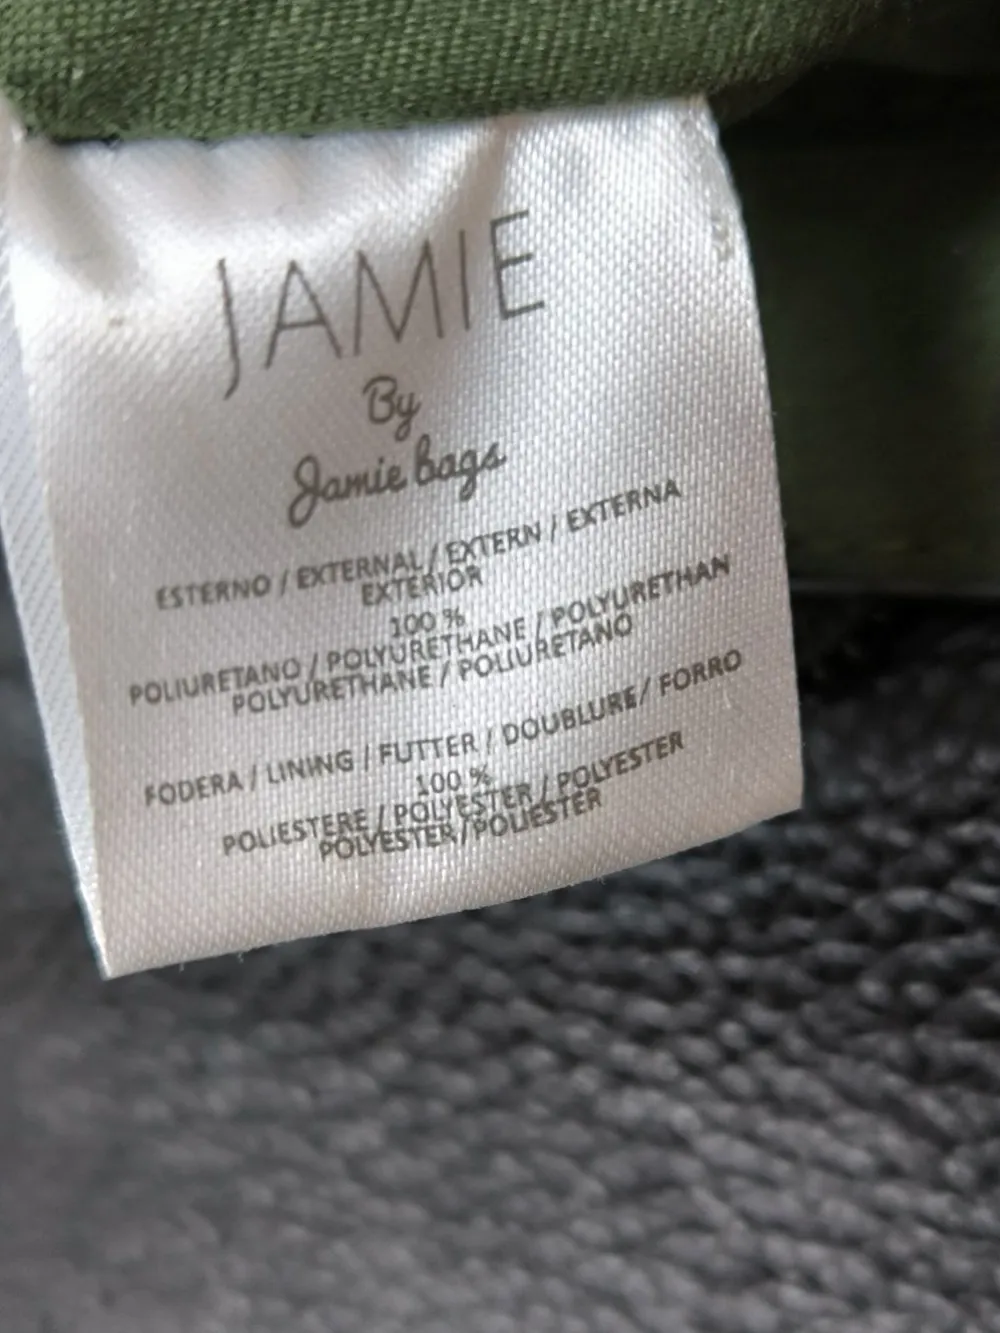 JAMIE
By
Jamie bags
ESTERNO / EXTERNAL / EXTERN / EXTERNA
EXTERIOR
100 %
POLIURETANO / POLYURETHANE / POLYURETHAN
POLYURETHANE / POLIURETANO
FODERA / LINING / FUTTER / DOUBLURE / FORRO
100 %
POLIESTERE / POLYESTER / POLYESTER
POLYESTER / POLIESTER